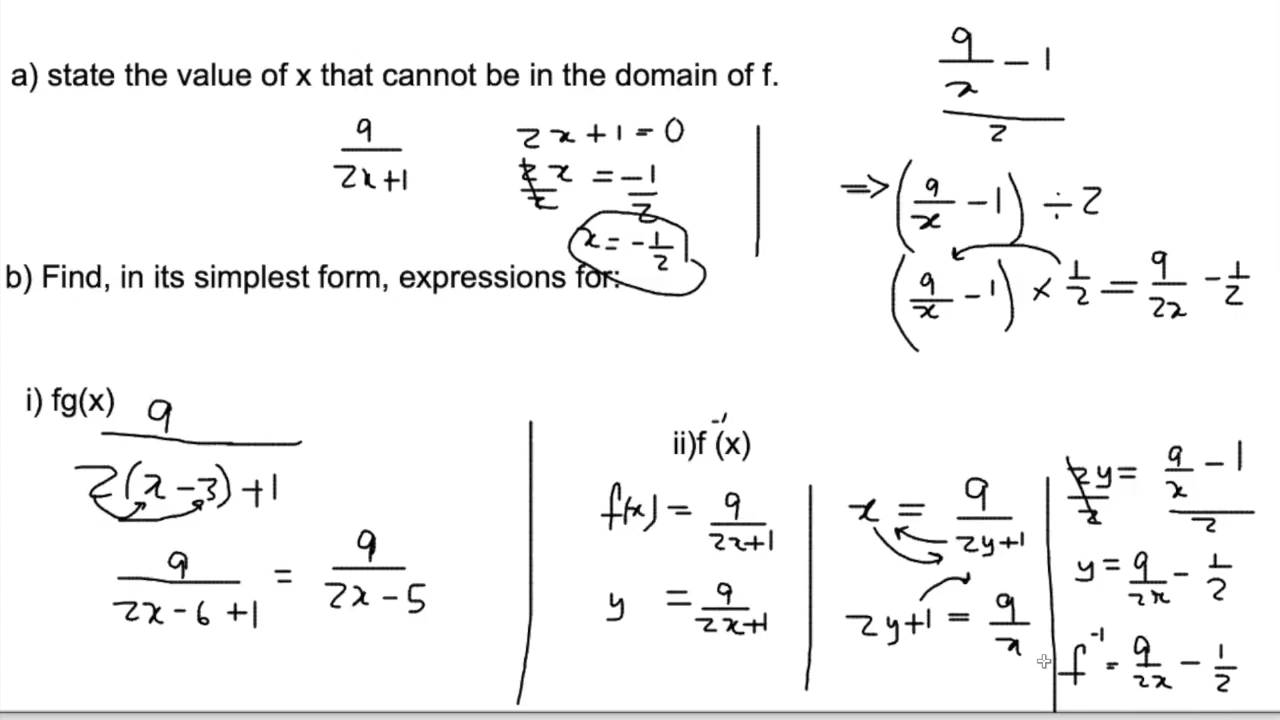 a) state the value of x that cannot be in the domain of f.
9/(2x+1)
2x + 1 = 0
2x/2 = -1/2
x = -1/2
(9/x - 1)/2
=> (9/x - 1) ÷ 2
(9/x - 1) × 1/2 = 9/2x - 1/2
b) Find, in its simplest form, expressions for:
i) fg(x)
9/(2(x-3)+1)
9/(2x-6+1) = 9/(2x-5)
ii)f⁻¹(x)
f(x) = 9/(2x+1)
y = 9/(2x+1)
x = 9/(2y+1)
2y+1 = 9/x
2y/2 = (9/x - 1)/2
y = 9/2x - 1/2
f⁻¹ = 9/2x - 1/2